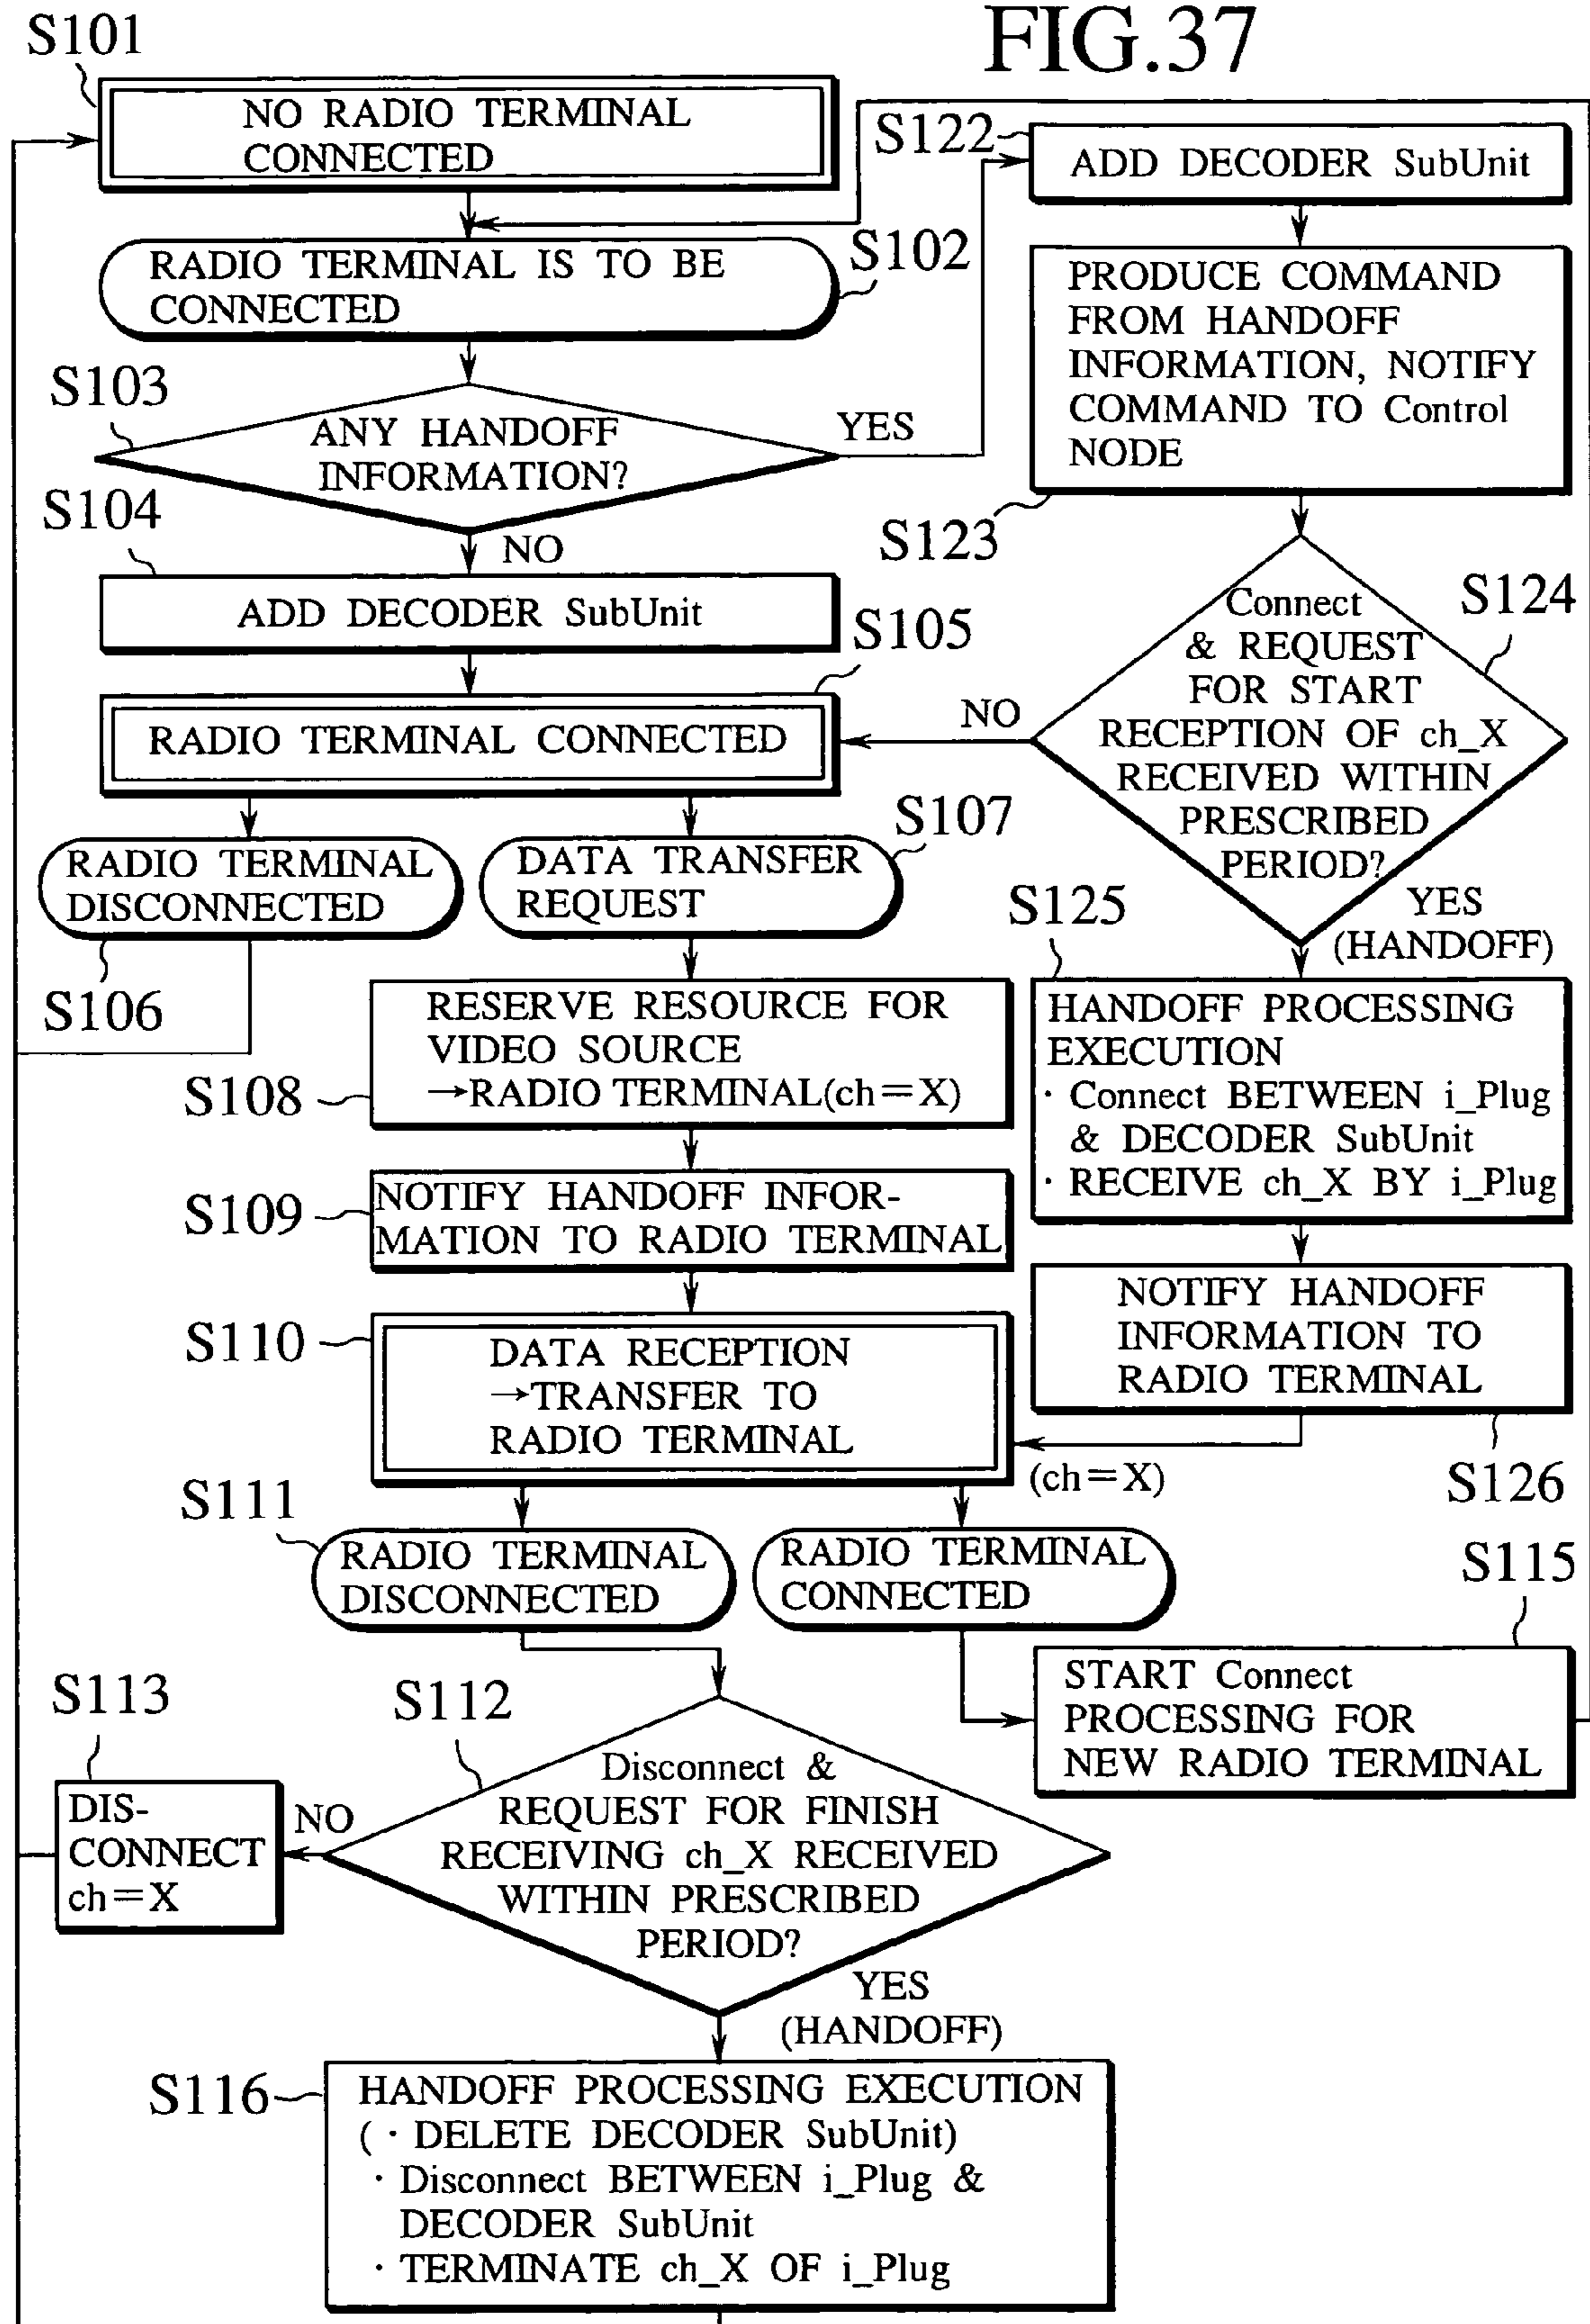 FIG.37
S101
NO RADIO TERMINAL
CONNECTED
S102
RADIO TERMINAL IS TO BE
CONNECTED
S103
ANY HANDOFF
INFORMATION?
YES
NO
S104
ADD DECODER SubUnit
S105
RADIO TERMINAL CONNECTED
RADIO TERMINAL
DISCONNECTED
S106
S107
DATA TRANSFER
REQUEST
S108
RESERVE RESOURCE FOR
VIDEO SOURCE
→RADIO TERMINAL(ch=X)
S109
NOTIFY HANDOFF INFOR-
MATION TO RADIO TERMINAL
S110
DATA RECEPTION
→TRANSFER TO
RADIO TERMINAL
S111
RADIO TERMINAL
DISCONNECTED
RADIO TERMINAL
CONNECTED
S112
Disconnect &
REQUEST FOR FINISH
RECEIVING ch_X RECEIVED
WITHIN PRESCRIBED
PERIOD?
NO
S113
DIS-
CONNECT
ch=X
YES
(HANDOFF)
S116
HANDOFF PROCESSING EXECUTION
( · DELETE DECODER SubUnit)
· Disconnect BETWEEN i_Plug &
DECODER SubUnit
· TERMINATE ch_X OF i_Plug
S122
ADD DECODER SubUnit
PRODUCE COMMAND
FROM HANDOFF
INFORMATION, NOTIFY
COMMAND TO Control
NODE
S123
S124
Connect
& REQUEST
FOR START
RECEPTION OF ch_X
RECEIVED WITHIN
PRESCRIBED
PERIOD?
NO
YES
(HANDOFF)
S125
HANDOFF PROCESSING
EXECUTION
· Connect BETWEEN i_Plug
& DECODER SubUnit
· RECEIVE ch_X BY i_Plug
NOTIFY HANDOFF
INFORMATION TO
RADIO TERMINAL
(ch=X)
S126
S115
START Connect
PROCESSING FOR
NEW RADIO TERMINAL